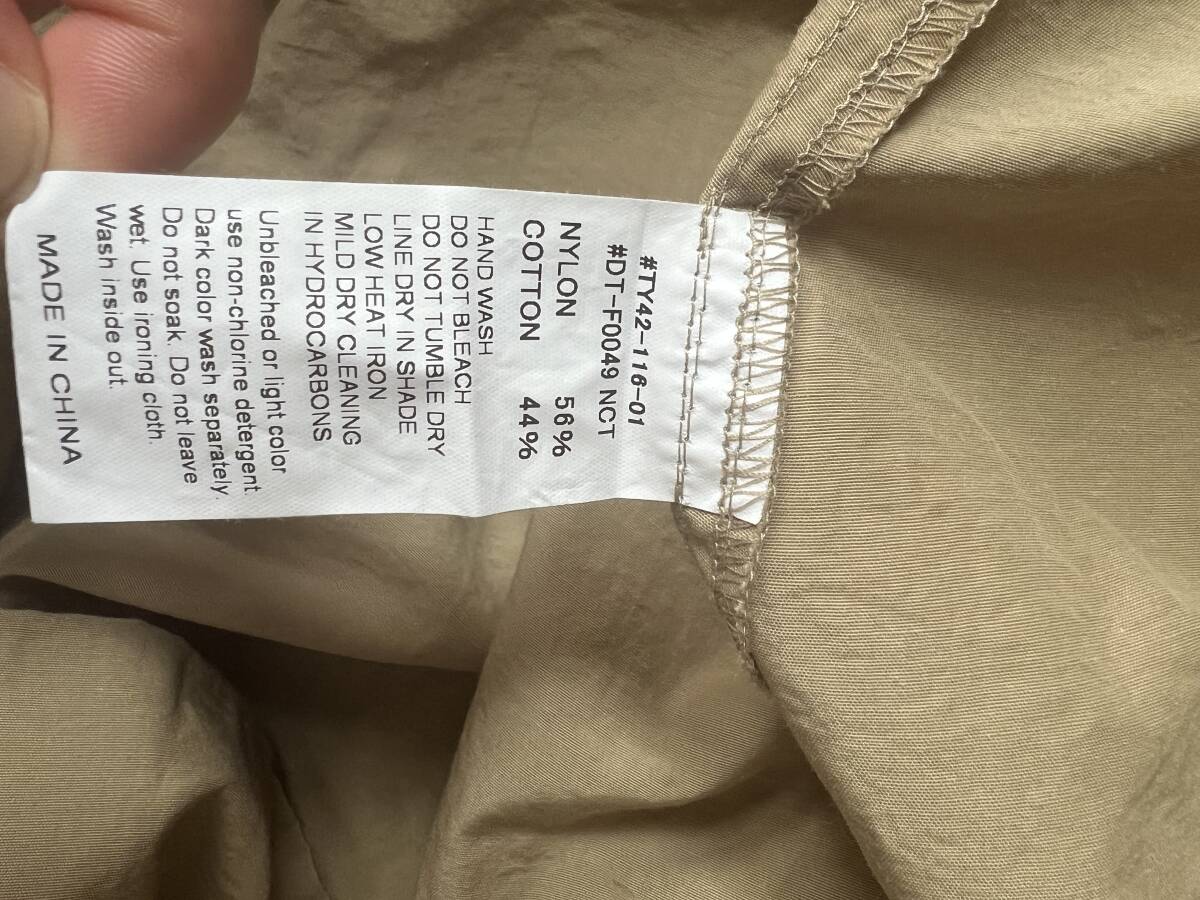 #TY42-116-01
#DT-F0049 NCT
NYLON 56%
COTTON 44%
HAND WASH
DO NOT BLEACH
DO NOT TUMBLE DRY
LINE DRY IN SHADE
LOW HEAT IRON
MILD DRY CLEANING
IN HYDROCARBONS
Unbleached or light color
use non-chlorine detergent.
Dark color wash separately.
Do not soak. Do not leave
wet. Use ironing cloth.
Wash inside out.
MADE IN CHINA